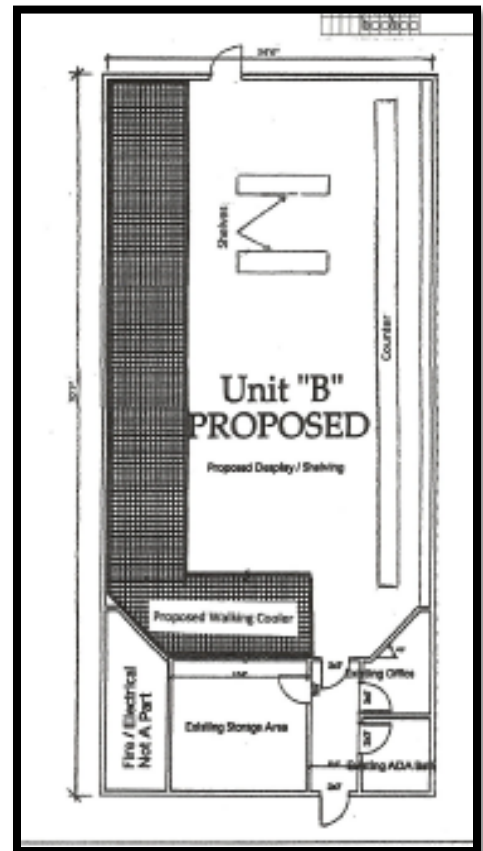 Shelves
Counter
Unit "B"
PROPOSED
Proposed Display / Shelving
Proposed Walking Cooler
Fire / Electrical
Not A Part
Existing Storage Area
Existing Office
Existing ADA